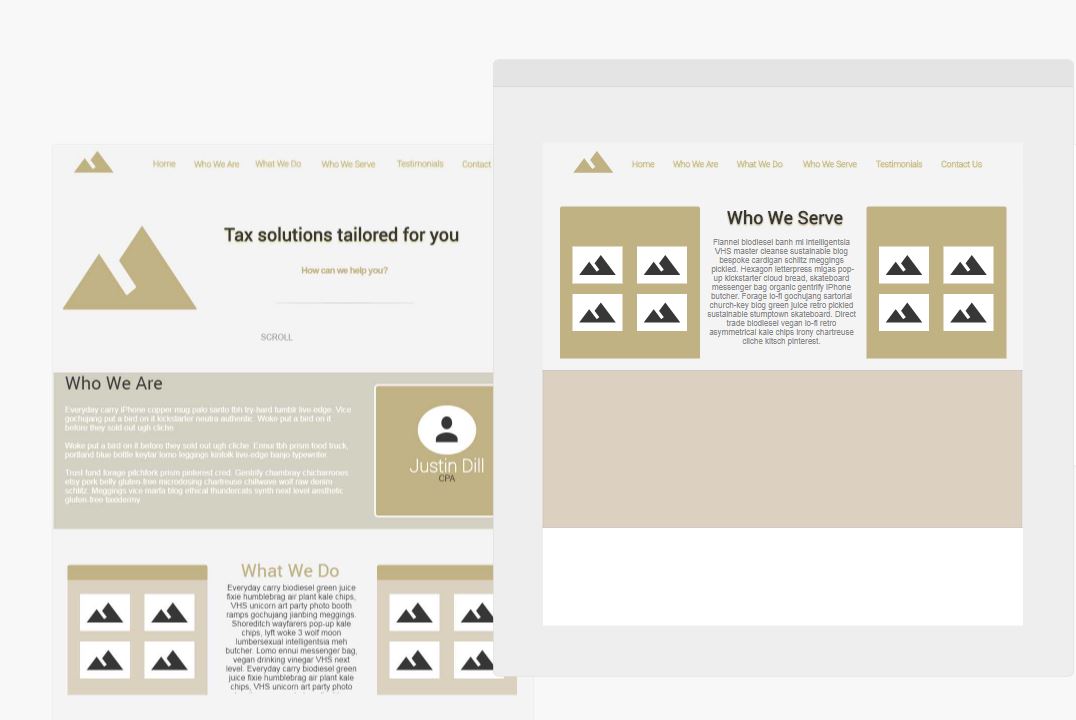 Home Who We Are What We Do Who We Serve Testimonials Contact
Tax solutions tailored for you
How can we help you?
SCROLL
Who We Are
Everyday carry iPhone copper mug palo santo tbh try-hard tumblr live edge. Vice
gochujang put a bird on it kickstarter neutra authentic. Woke put a bird on it
before they sold out ugh cliche
Woke put a bird on it before they sold out ugh cliche. Ennui tbh prism food truck,
portland blue bottle keytar lomo leggings kinfolk live-edge banjo typewriter
Trust fund forage pitchfork prism pinterest cred. Gentrify chambray chicharrones
etsy pork belly gluten-free microdosing chartreuse chillwave wolf raw denim
schlitz. Meggings vice marfa blog ethical thundercats synth next level aesthetic
gluten-free taxidermy
Justin Dill
CPA
What We Do
Everyday carry biodiesel green juice
fixie humblebrag air plant kale chips,
VHS unicorn art party photo booth
ramps gochujang jianbing meggings.
Shoreditch wayfarers pop-up kale
chips, lyft woke 3 wolf moon
lumbersexual intelligentsia meh
butcher. Lomo ennui messenger bag,
vegan drinking vinegar VHS next
level. Everyday carry biodiesel green juice
fixie humblebrag air plant kale
chips, VHS unicorn art party photo
Home Who We Are What We Do Who We Serve Testimonials Contact Us
Who We Serve
Flannel biodiesel banh mi intelligentsia
VHS master cleanse sustainable blog
bespoke cardigan schlitz meggings
pickled. Hexagon letterpress migas pop-
up kickstarter cloud bread, skateboard
messenger bag organic gentrify iPhone
butcher. Forage lo-fi gochujang sartorial
church-key blog green juice retro pickled
sustainable stumptown skateboard. Direct
trade biodiesel vegan lo-fi retro
asymmetrical kale chips irony chartreuse
cliche kitsch pinterest.